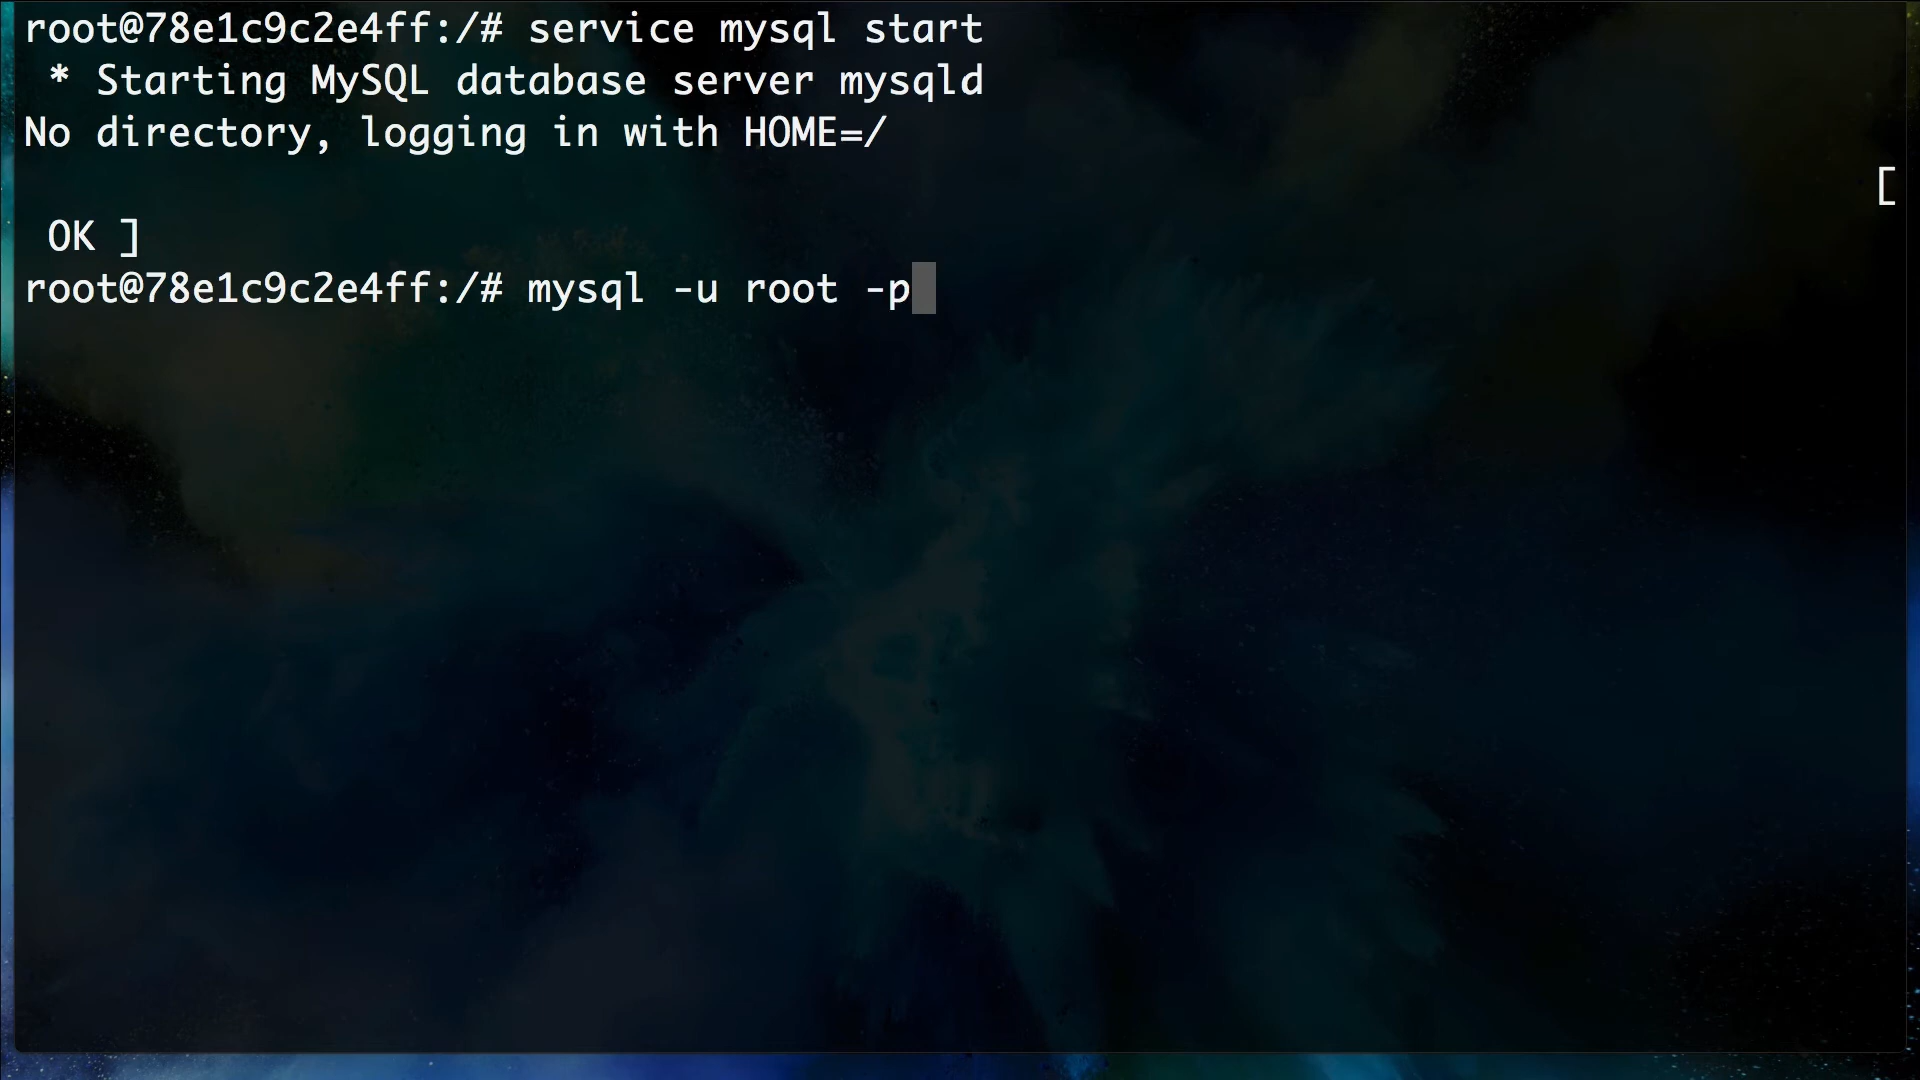 root@78e1c9c2e4ff:/# service mysql start
 * Starting MySQL database server mysqld
No directory, logging in with HOME=/
[
 OK ]
root@78e1c9c2e4ff:/# mysql -u root -p